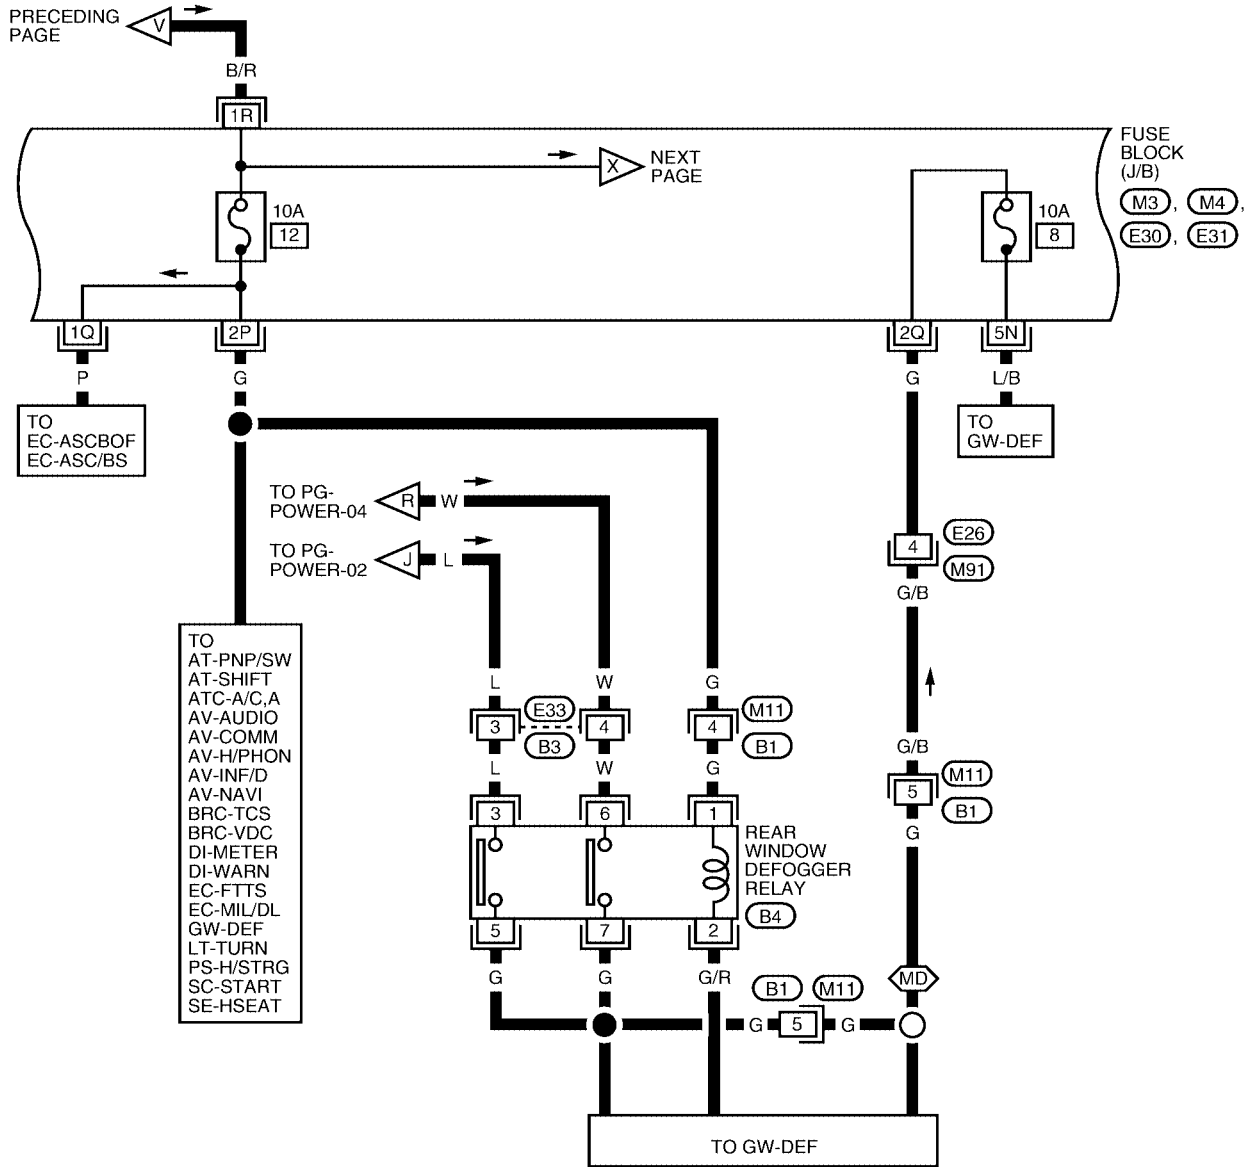 PRECEDING
PAGE
V
B/R
1R
FUSE
BLOCK
(J/B)
M3 , M4 ,
E30 , E31
X
NEXT
PAGE
10A
12
10A
8
1Q
2P
2Q
5N
P
G
G
L/B
TO
EC-ASCBOF
EC-ASC/BS
TO
GW-DEF
TO PG-
POWER-04
R
W
TO PG-
POWER-02
J
L
4
E26
M91
G/B
TO
AT-PNP/SW
AT-SHIFT
ATC-A/C,A
AV-AUDIO
AV-COMM
AV-H/PHON
AV-INF/D
AV-NAVI
BRC-TCS
BRC-VDC
DI-METER
DI-WARN
EC-FTTS
EC-MIL/DL
GW-DEF
LT-TURN
PS-H/STRG
SC-START
SE-HSEAT
L
W
G
3
E33
B3
4
4
M11
B1
G/B
L
W
G
5
M11
B1
G
3
6
1
REAR
WINDOW
DEFOGGER
RELAY
B4
5
7
2
G
G
G/R
MD
B1
M11
G
5
G
TO GW-DEF